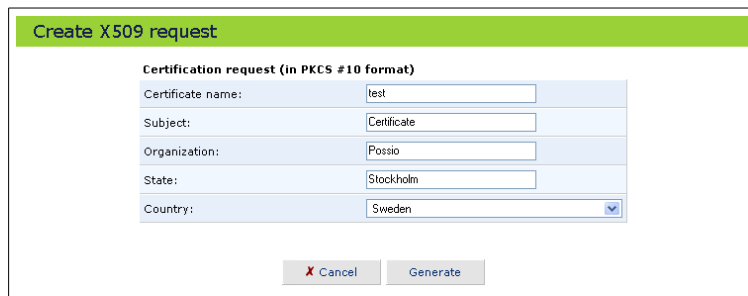 Create X509 request
Certification request (in PKCS #10 format)
Certificate name: test
Subject: Certificate
Organization: Possio
State: Stockholm
Country: Sweden
✗ Cancel Generate